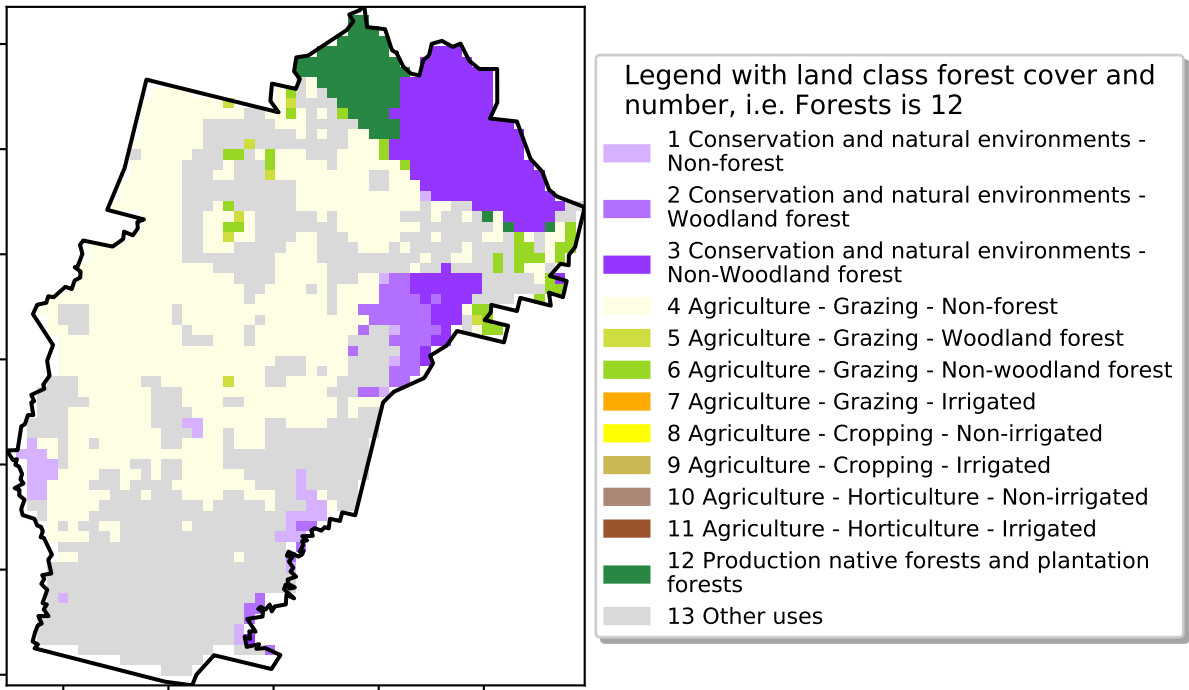 Legend with land class forest cover and
number, i.e. Forests is 12
1 Conservation and natural environments -
Non-forest
2 Conservation and natural environments -
Woodland forest
3 Conservation and natural environments -
Non-Woodland forest
4 Agriculture - Grazing - Non-forest
5 Agriculture - Grazing - Woodland forest
6 Agriculture - Grazing - Non-woodland forest
7 Agriculture - Grazing - Irrigated
8 Agriculture - Cropping - Non-irrigated
9 Agriculture - Cropping - Irrigated
10 Agriculture - Horticulture - Non-irrigated
11 Agriculture - Horticulture - Irrigated
12 Production native forests and plantation
forests
13 Other uses